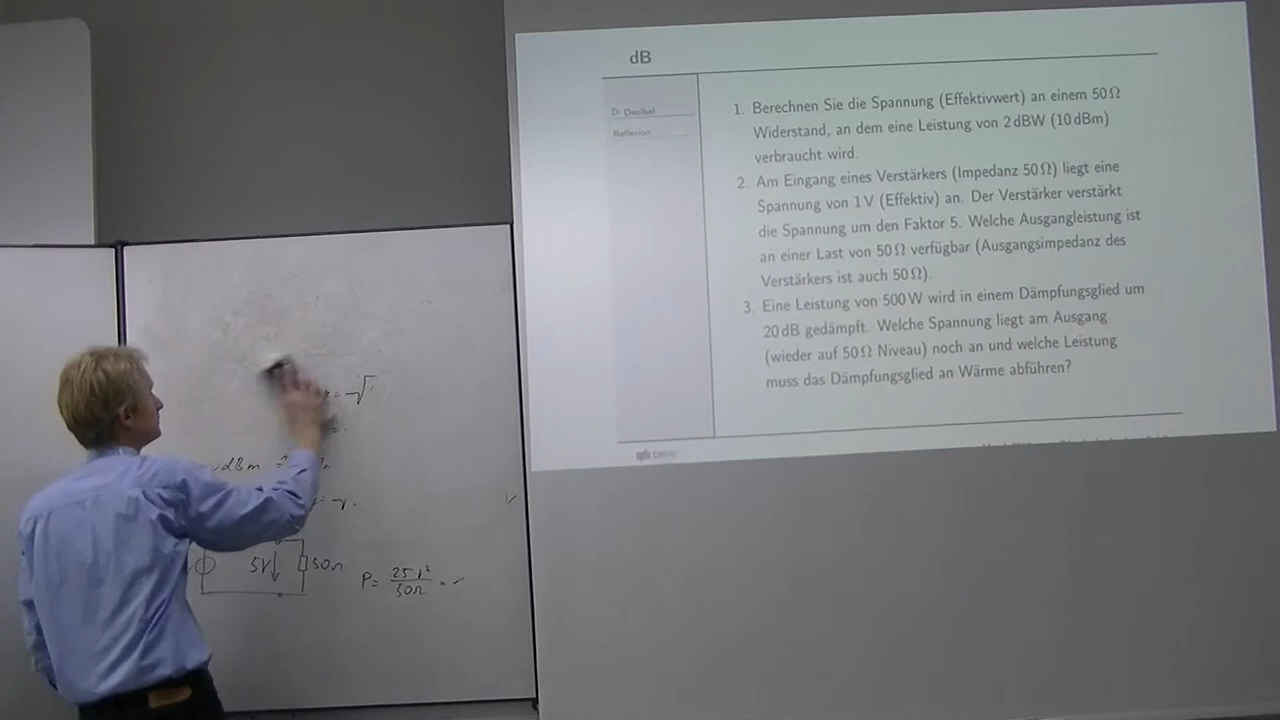 dB
D: Dezibel
Reflexion
1. Berechnen Sie die Spannung (Effektivwert) an einem 50 Ω
Widerstand, an dem eine Leistung von 2 dBW (10 dBm)
verbraucht wird.
2. Am Eingang eines Verstärkers (Impedanz 50 Ω) liegt eine
Spannung von 1 V (Effektiv) an. Der Verstärker verstärkt
die Spannung um den Faktor 5. Welche Ausgangleistung ist
an einer Last von 50 Ω verfügbar (Ausgangsimpedanz des
Verstärkers ist auch 50 Ω).
3. Eine Leistung von 500 W wird in einem Dämpfungsglied um
20 dB gedämpft. Welche Spannung liegt am Ausgang
(wieder auf 50 Ω Niveau) noch an und welche Leistung
muss das Dämpfungsglied an Wärme abführen?
= √
dBm
5V 50Ω
P = 25 V² / 50Ω =